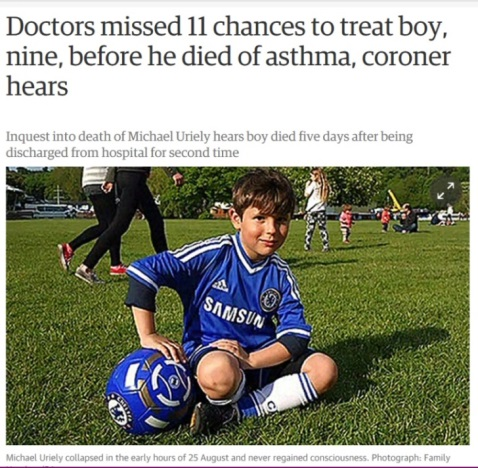 Doctors missed 11 chances to treat boy,
nine, before he died of asthma, coroner
hears
Inquest into death of Michael Uriely hears boy died five days after being
discharged from hospital for second time
adidas
SAMSUNG
Michael Uriely collapsed in the early hours of 25 August and never regained consciousness. Photograph: Family